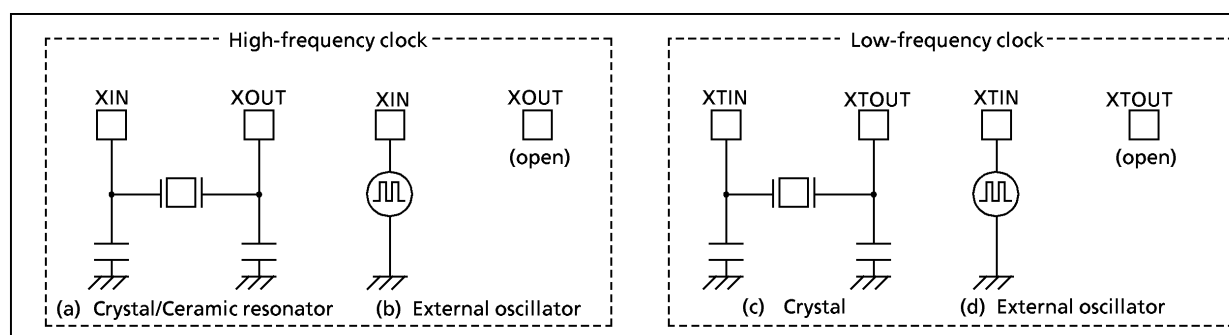 High-frequency clock
XIN
XOUT
XIN
XOUT
(open)
(a) Crystal/Ceramic resonator
(b) External oscillator
Low-frequency clock
XTIN
XTOUT
XTIN
XTOUT
(open)
(c) Crystal
(d) External oscillator